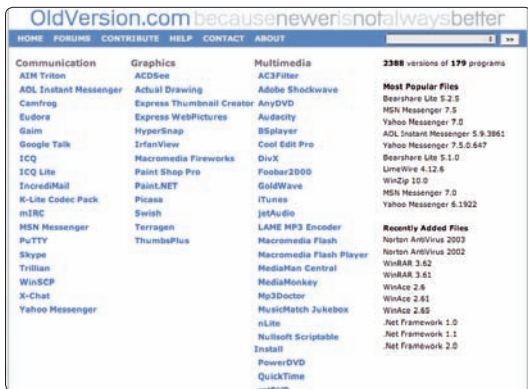 OldVersion.com becausenewerisnotalwaysbetter
HOME FORUMS CONTRIBUTE HELP CONTACT ABOUT >>
Communication
AIM Triton
AOL Instant Messenger
Camfrog
Eudora
Gaim
Google Talk
ICQ
ICQ Lite
IncrediMail
K-Lite Codec Pack
mIRC
MSN Messenger
PuTTY
Skype
Trillian
WinSCP
X-Chat
Yahoo Messenger
Graphics
ACDSee
Actual Drawing
Express Thumbnail Creator
Express WebPictures
HyperSnap
IrfanView
Macromedia Fireworks
Paint Shop Pro
Paint.NET
Picasa
Swish
Terragen
ThumbsPlus
Multimedia
AC3Filter
Adobe Shockwave
AnyDVD
Audacity
BSplayer
Cool Edit Pro
DivX
Foobar2000
GoldWave
iTunes
jetAudio
LAME MP3 Encoder
Macromedia Flash
Macromedia Flash Player
MediaMan Central
MediaMonkey
Mp3Doctor
MusicMatch Jukebox
nLite
Nullsoft Scriptable
Install
PowerDVD
QuickTime
2388 versions of 179 programs
Most Popular Files
Bearshare Lite 5.2.5
MSN Messenger 7.5
Yahoo Messenger 7.0
AOL Instant Messenger 5.9.3861
Yahoo Messenger 7.5.0.647
Bearshare Lite 5.1.0
LimeWire 4.12.6
WinZip 10.0
MSN Messenger 7.0
Yahoo Messenger 6.1922
Recently Added Files
Norton AntiVirus 2003
Norton AntiVirus 2002
WinRAR 3.62
WinRAR 3.61
WinAce 2.6
WinAce 2.61
WinAce 2.65
.Net Framework 1.0
.Net Framework 1.1
.Net Framework 2.0